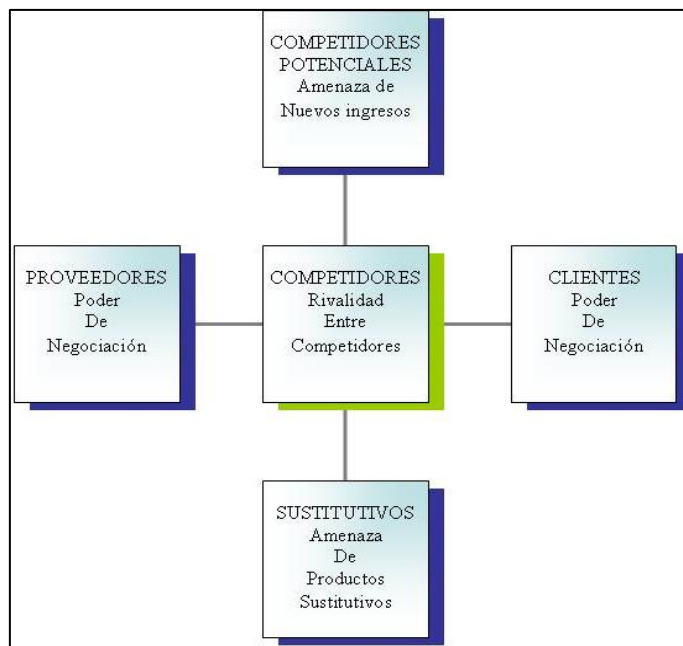 COMPETIDORES
POTENCIALES
Amenaza de
Nuevos ingresos
PROVEEDORES
Poder
De
Negociación
COMPETIDORES
Rivalidad
Entre
Competidores
CLIENTES
Poder
De
Negociación
SUSTITUTIVOS
Amenaza
De
Productos
Sustitutivos